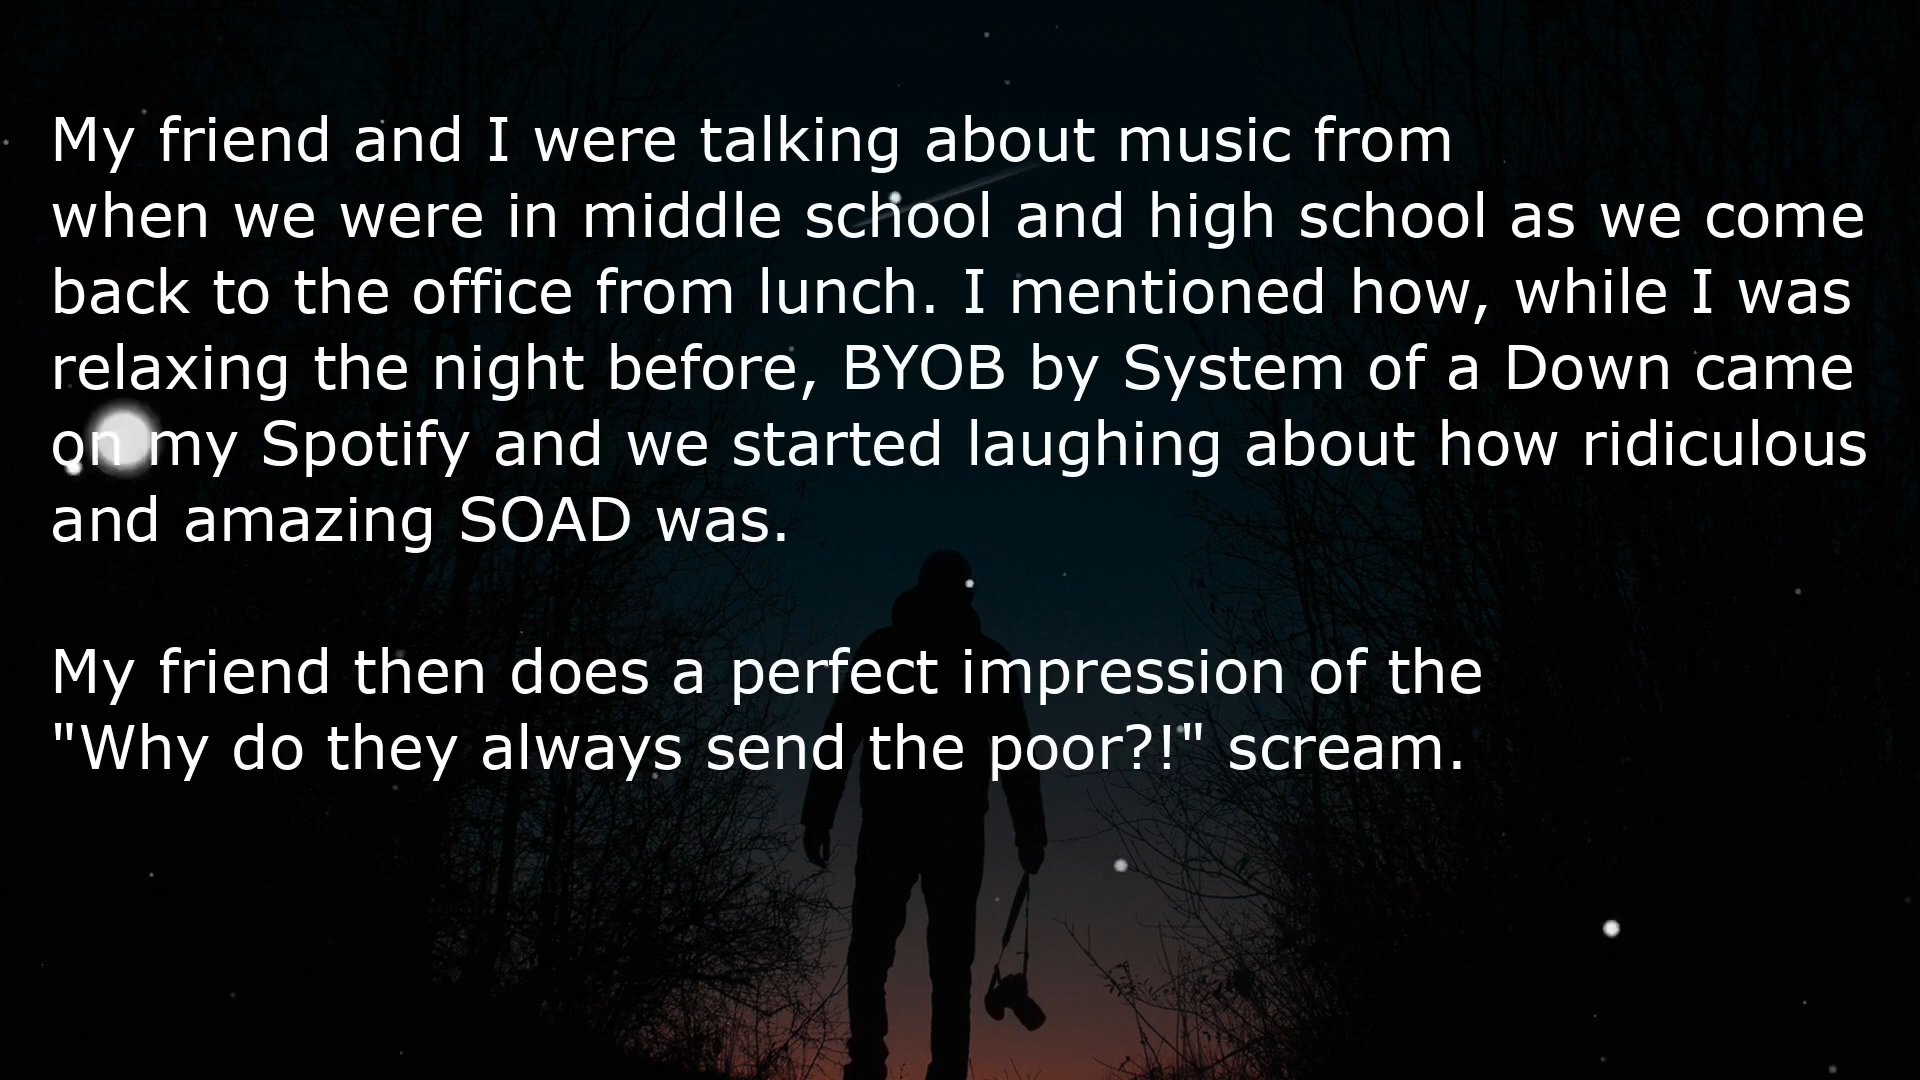 My friend and I were talking about music from
when we were in middle school and high school as we come
back to the office from lunch. I mentioned how, while I was
relaxing the night before, BYOB by System of a Down came
on my Spotify and we started laughing about how ridiculous
and amazing SOAD was.
My friend then does a perfect impression of the
"Why do they always send the poor?!" scream.